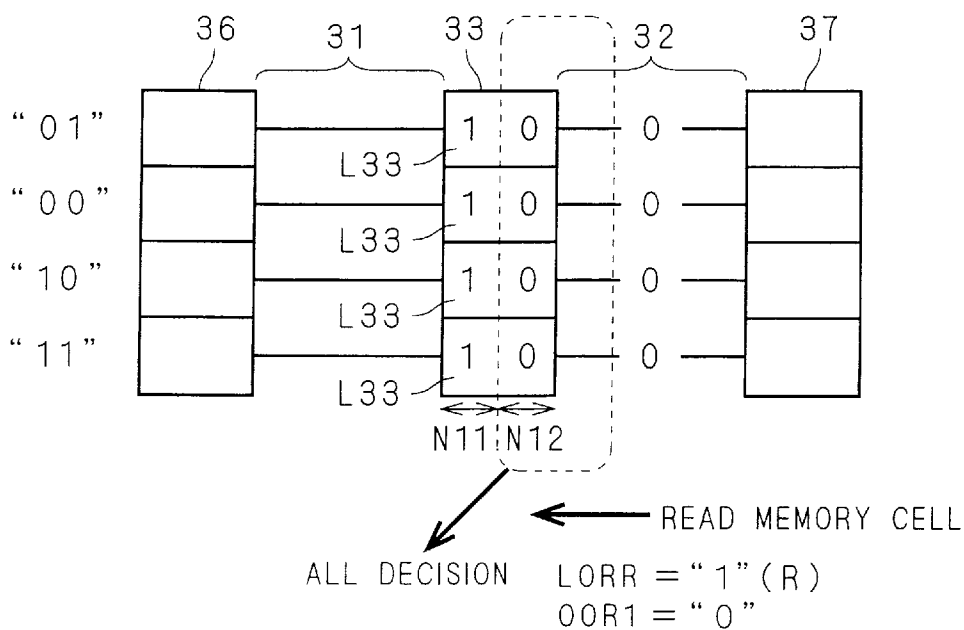 36 31 33 32 37
“01” 1 0 0
L33
“00” 1 0 0
L33
“10” 1 0 0
L33
“11” 1 0 0
L33
N11 N12
READ MEMORY CELL
ALL DECISION LORR = “1” (R)
OOR1 = “0”